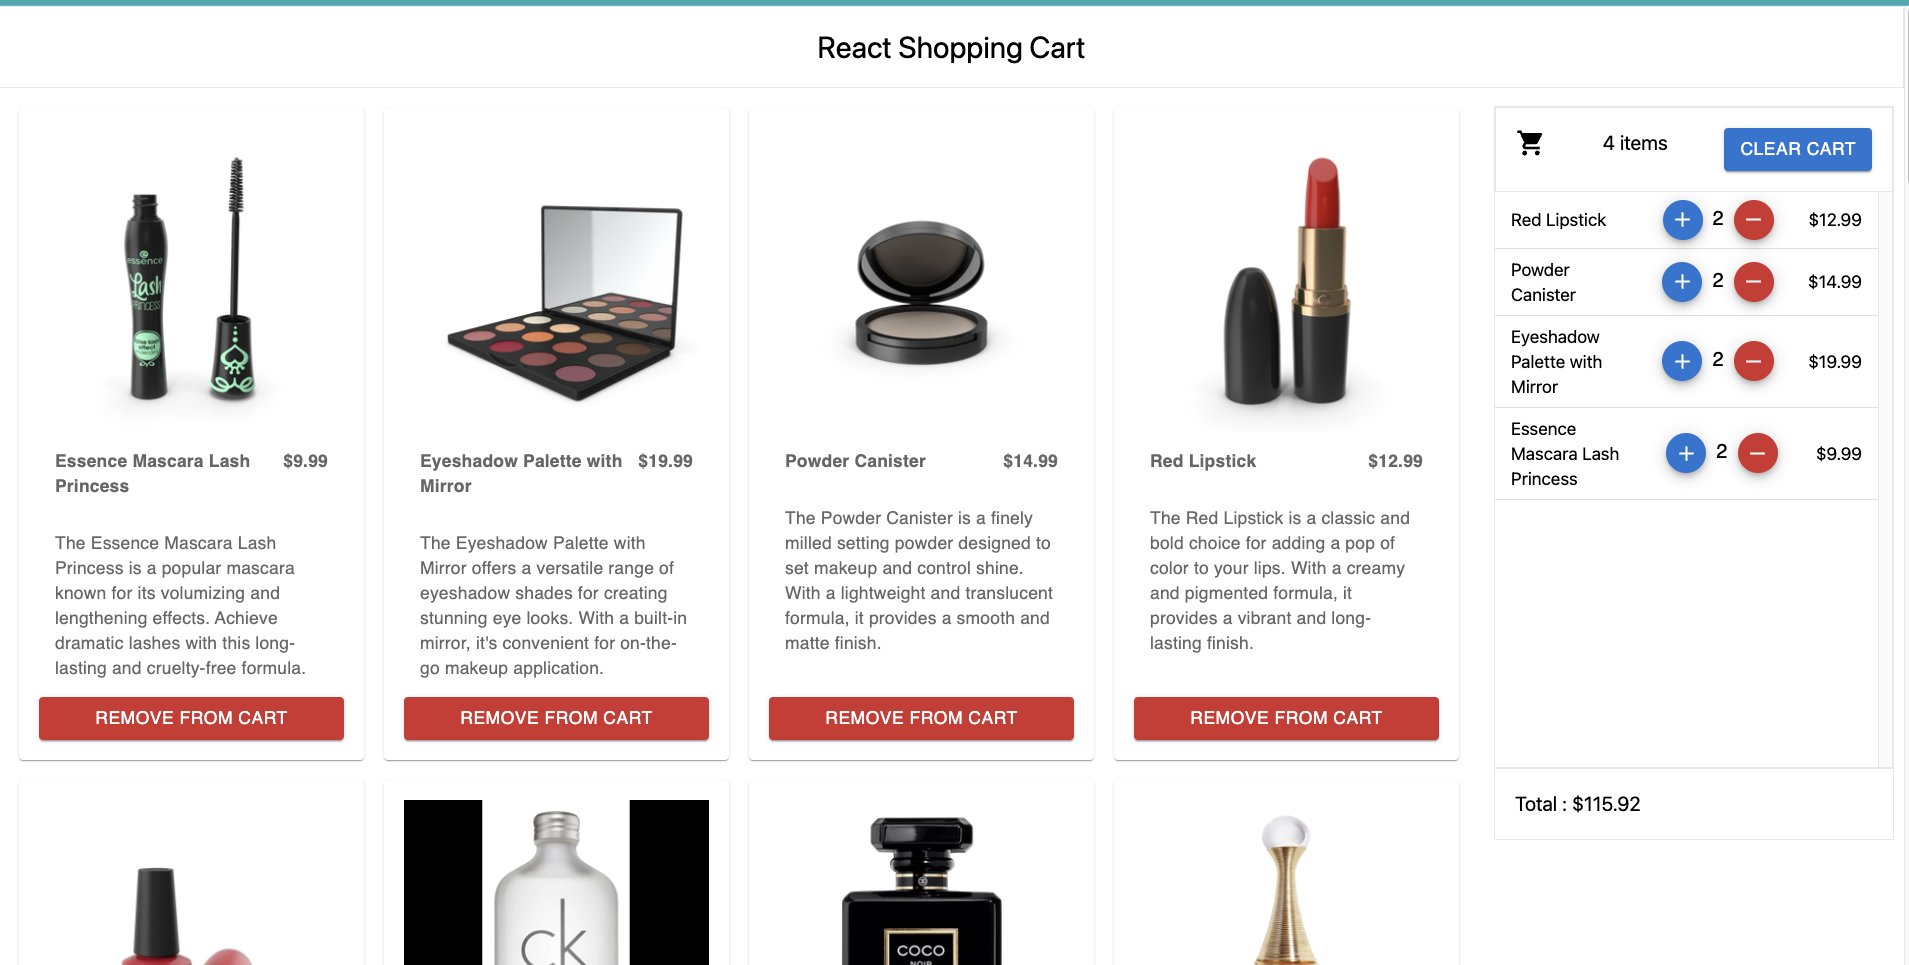 React Shopping Cart
essence
Lash
PRINCESS
false lash
effect
Essence Mascara Lash
Princess
$9.99
The Essence Mascara Lash
Princess is a popular mascara
known for its volumizing and
lengthening effects. Achieve
dramatic lashes with this long-
lasting and cruelty-free formula.
REMOVE FROM CART
Eyeshadow Palette with
Mirror
$19.99
The Eyeshadow Palette with
Mirror offers a versatile range of
eyeshadow shades for creating
stunning eye looks. With a built-in
mirror, it's convenient for on-the-
go makeup application.
REMOVE FROM CART
Powder Canister
$14.99
The Powder Canister is a finely
milled setting powder designed to
set makeup and control shine.
With a lightweight and translucent
formula, it provides a smooth and
matte finish.
REMOVE FROM CART
Red Lipstick
$12.99
The Red Lipstick is a classic and
bold choice for adding a pop of
color to your lips. With a creamy
and pigmented formula, it
provides a vibrant and long-
lasting finish.
REMOVE FROM CART
ck
COCO
NOIR
4 items
CLEAR CART
Red Lipstick
+ 2 −
$12.99
Powder
Canister
+ 2 −
$14.99
Eyeshadow
Palette with
Mirror
+ 2 −
$19.99
Essence
Mascara Lash
Princess
+ 2 −
$9.99
Total : $115.92